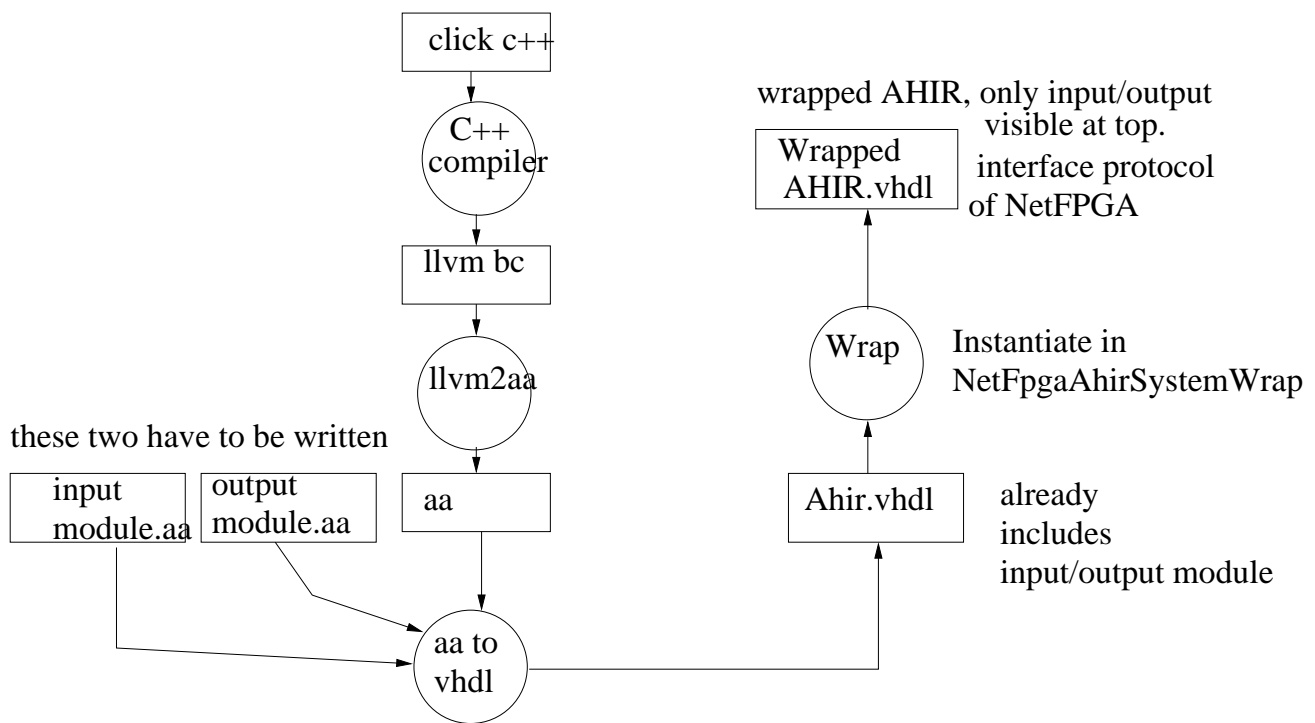 click c++
C++
compiler
llvm bc
llvm2aa
these two have to be written
input
module.aa
output
module.aa
aa
aa to
vhdl
wrapped AHIR, only input/output
visible at top.
Wrapped
AHIR.vhdl
interface protocol
of NetFPGA
Wrap
Instantiate in
NetFpgaAhirSystemWrap
Ahir.vhdl
already
includes
input/output module